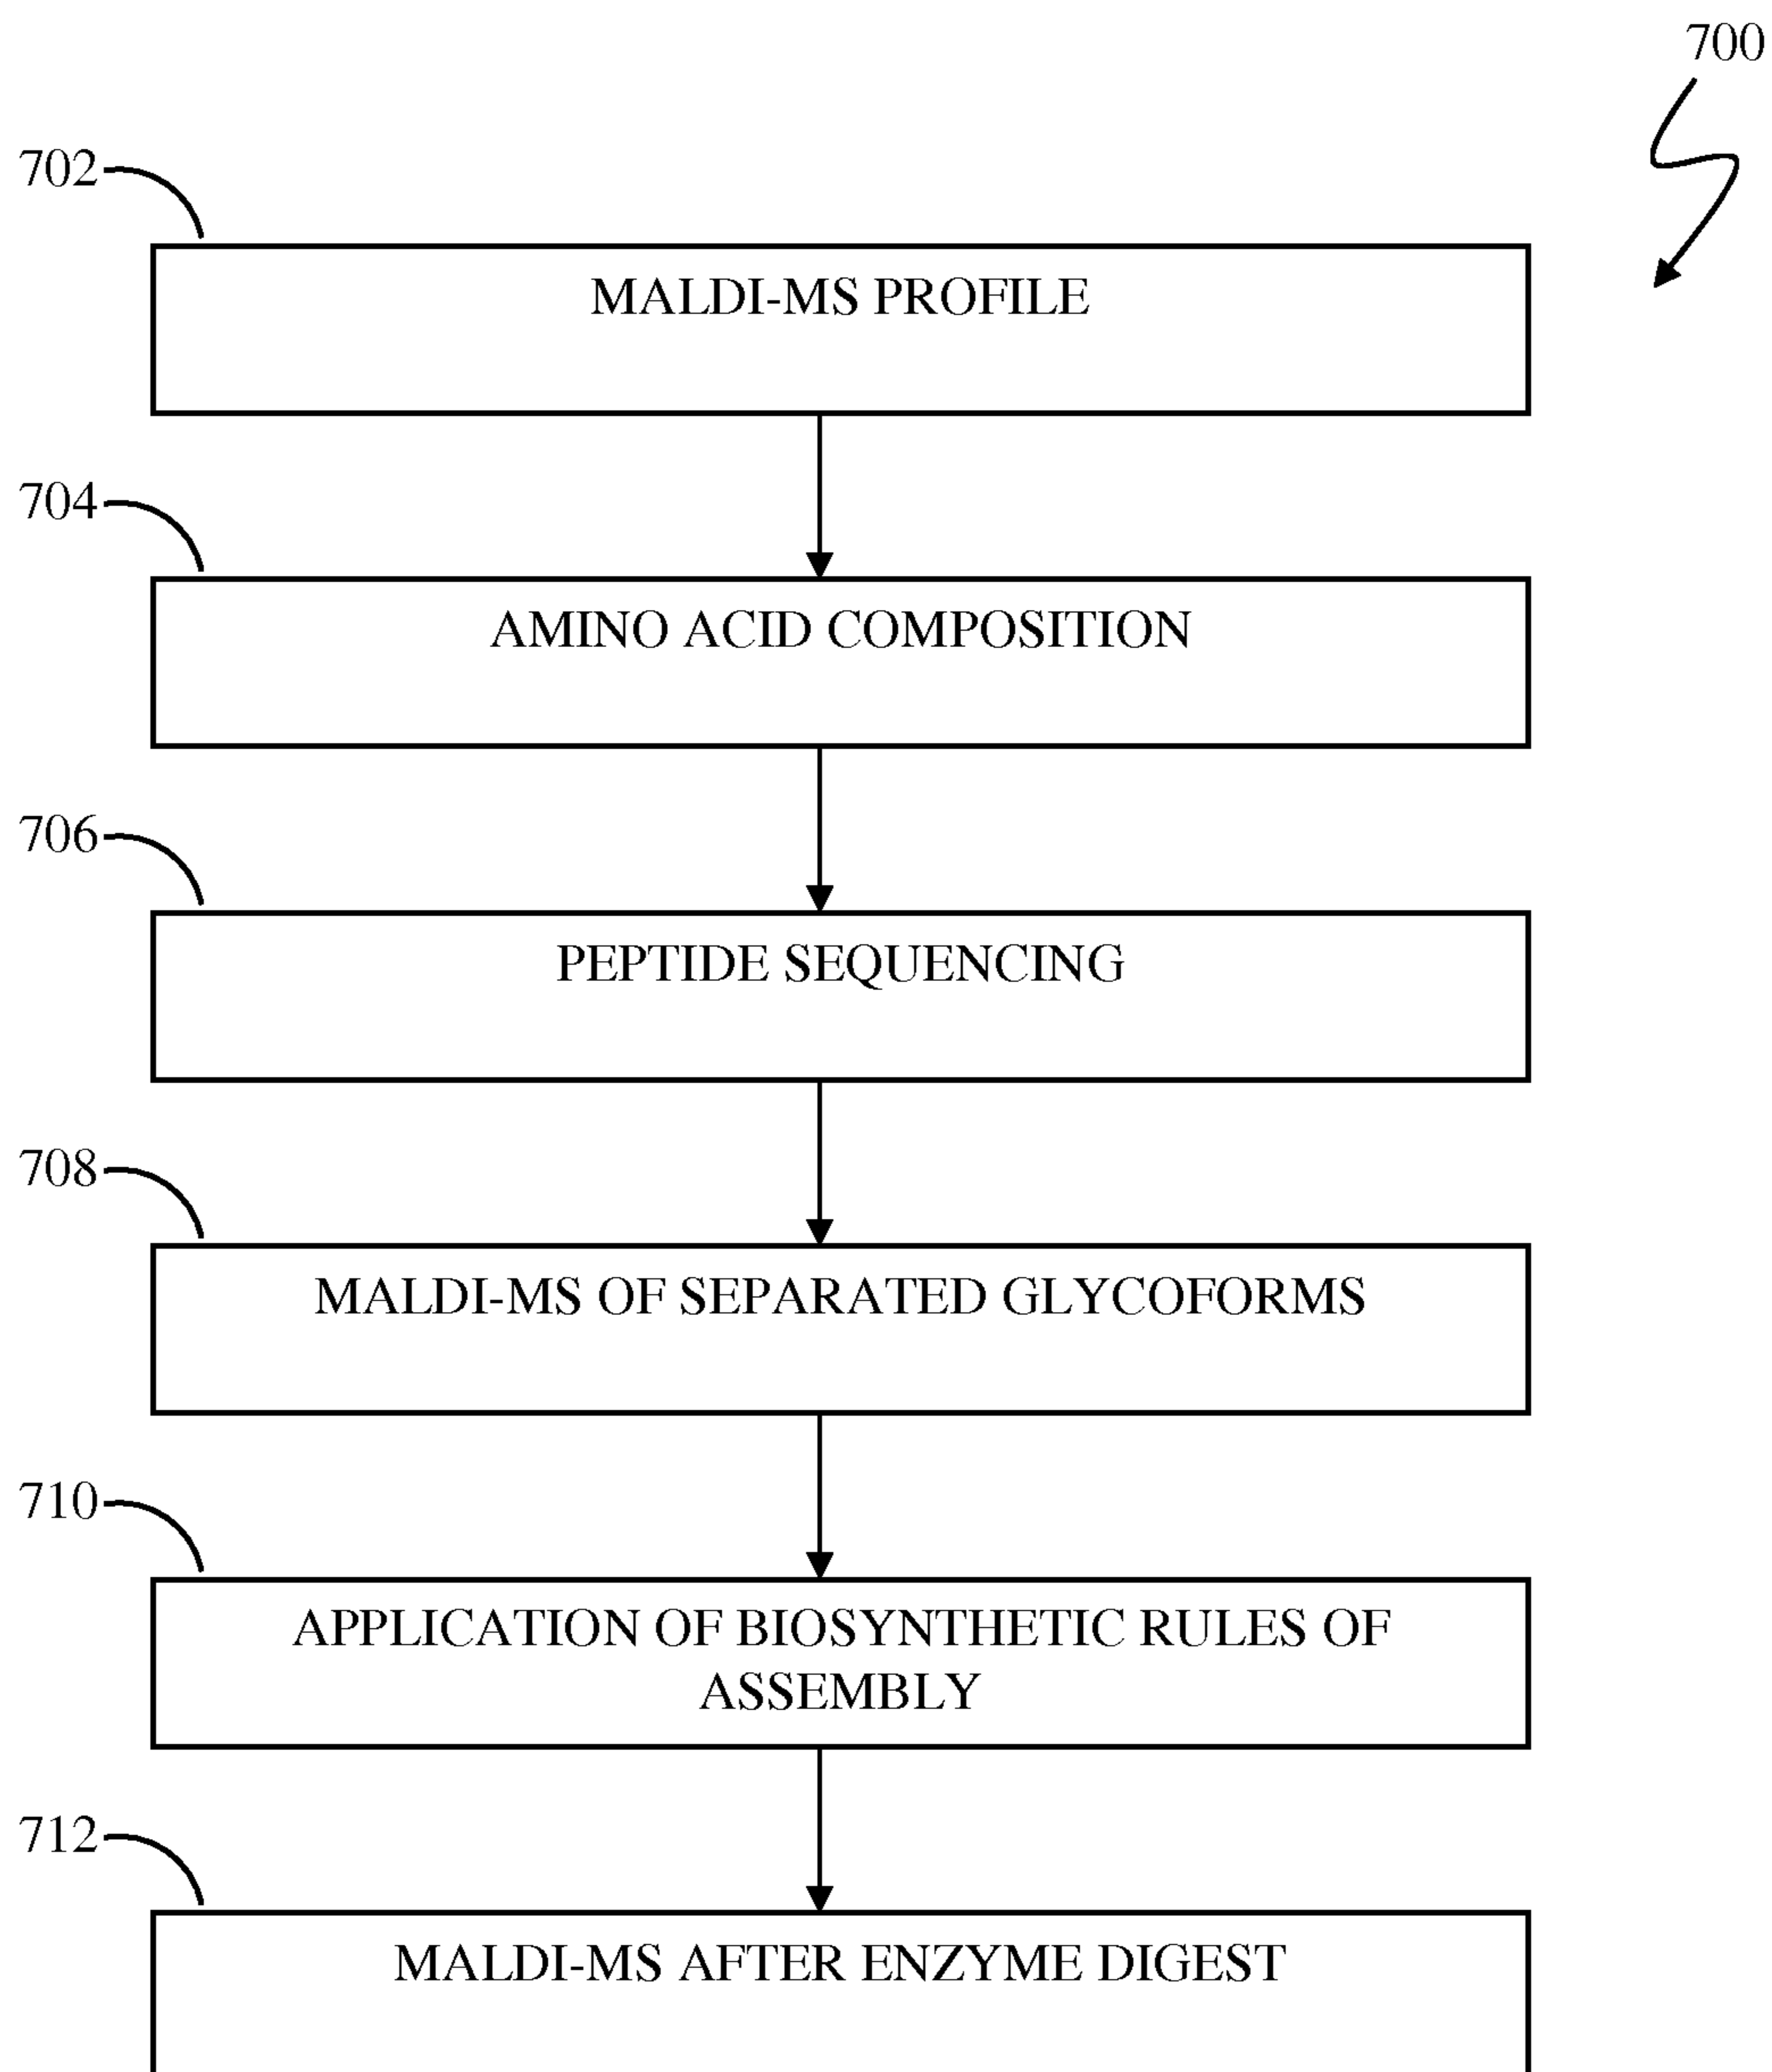 700
702
MALDI-MS PROFILE
704
AMINO ACID COMPOSITION
706
PEPTIDE SEQUENCING
708
MALDI-MS OF SEPARATED GLYCOFORMS
710
APPLICATION OF BIOSYNTHETIC RULES OF
ASSEMBLY
712
MALDI-MS AFTER ENZYME DIGEST